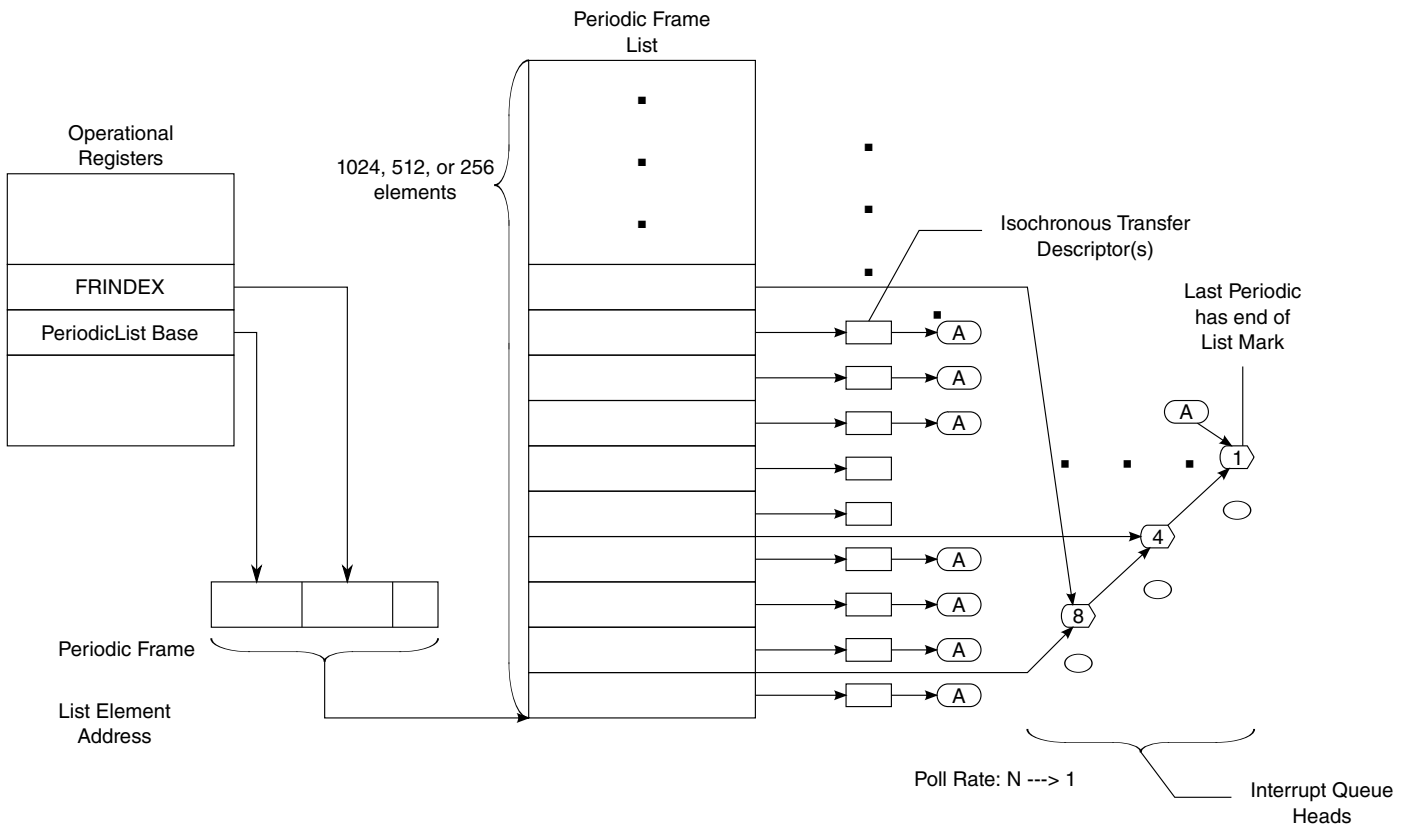 Periodic Frame
List
Operational
Registers
1024, 512, or 256
elements
FRINDEX
PeriodicList Base
Isochronous Transfer
Descriptor(s)
Last Periodic
has end of
List Mark
A
A
A
A
1
4
A
8
A
A
A
Periodic Frame
List Element
Address
Poll Rate: N ---> 1
Interrupt Queue
Heads